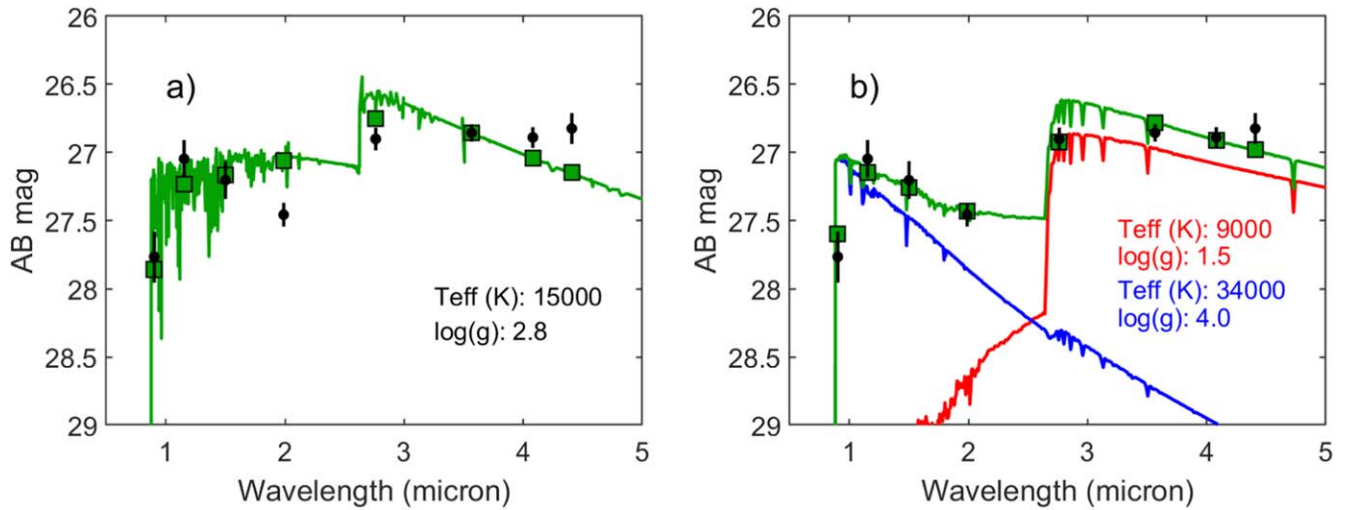 26
26.5
27
27.5
28
28.5
29
AB mag
a)
Teff (K): 15000
log(g): 2.8
1
2
3
4
5
Wavelength (micron)
26
26.5
27
27.5
28
28.5
29
AB mag
b)
Teff (K): 9000
log(g): 1.5
Teff (K): 34000
log(g): 4.0
1
2
3
4
5
Wavelength (micron)